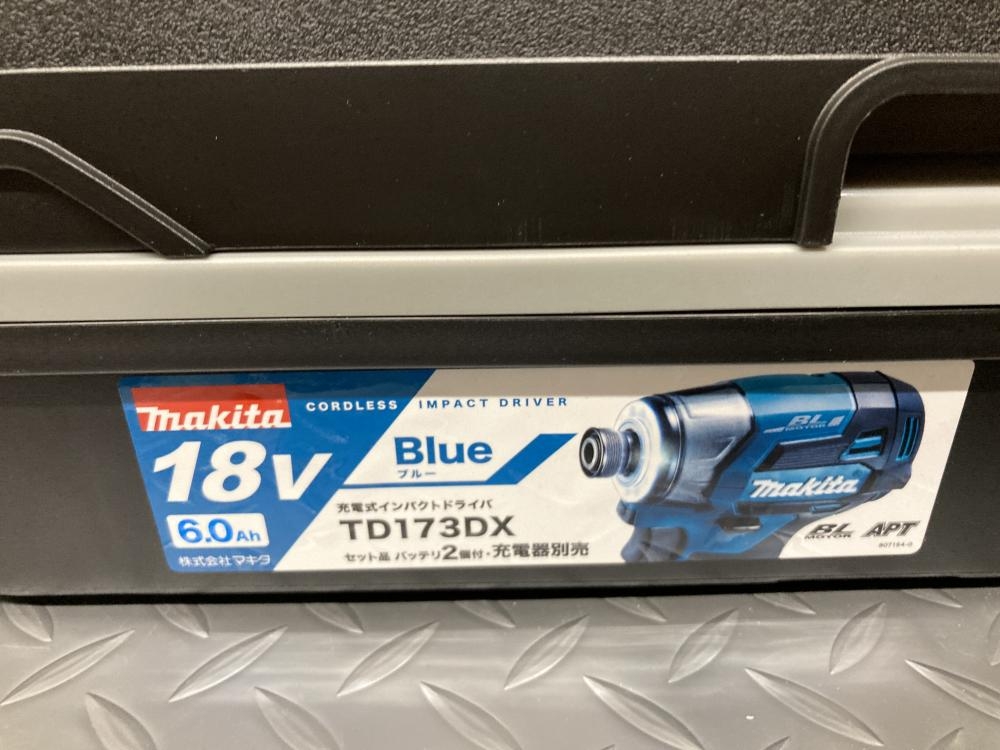 makita
CORDLESS IMPACT DRIVER
18V
6.0Ah
株式会社マキタ
Blue
ブルー
充電式インパクトドライバ
TD173DX
セット品 バッテリ2個付・充電器別売
BL
MOTOR
makita
BL
MOTOR
APT